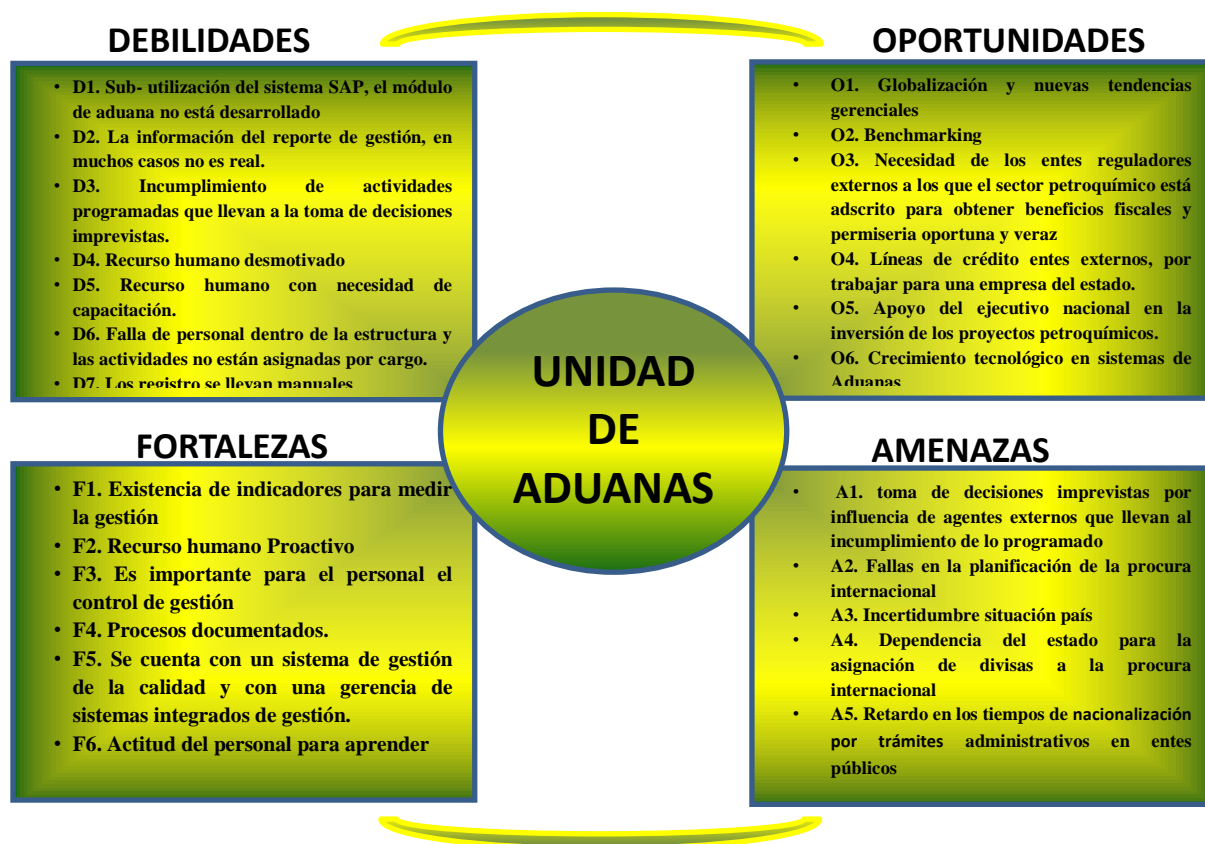 DEBILIDADES
• D1. Sub- utilización del sistema SAP, el módulo
de aduana no está desarrollado
• D2. La información del reporte de gestión, en
muchos casos no es real.
• D3. Incumplimiento de actividades
programadas que llevan a la toma de decisiones
imprevistas.
• D4. Recurso humano desmotivado
• D5. Recurso humano con necesidad de
capacitación.
• D6. Falla de personal dentro de la estructura y
las actividades no están asignadas por cargo.
• D7. Los registro se llevan manuales
OPORTUNIDADES
• O1. Globalización y nuevas tendencias
gerenciales
• O2. Benchmarking
• O3. Necesidad de los entes reguladores
externos a los que el sector petroquímico está
adscrito para obtener beneficios fiscales y
permiseria oportuna y veraz
• O4. Líneas de crédito entes externos, por
trabajar para una empresa del estado.
• O5. Apoyo del ejecutivo nacional en la
inversión de los proyectos petroquímicos.
• O6. Crecimiento tecnológico en sistemas de
Aduanas
UNIDAD
DE
ADUANAS
FORTALEZAS
• F1. Existencia de indicadores para medir
la gestión
• F2. Recurso humano Proactivo
• F3. Es importante para el personal el
control de gestión
• F4. Procesos documentados.
• F5. Se cuenta con un sistema de gestión
de la calidad y con una gerencia de
sistemas integrados de gestión.
• F6. Actitud del personal para aprender
AMENAZAS
• A1. toma de decisiones imprevistas por
influencia de agentes externos que llevan al
incumplimiento de lo programado
• A2. Fallas en la planificación de la procura
internacional
• A3. Incertidumbre situación país
• A4. Dependencia del estado para la
asignación de divisas a la procura
internacional
• A5. Retardo en los tiempos de nacionalización
por trámites administrativos en entes
públicos